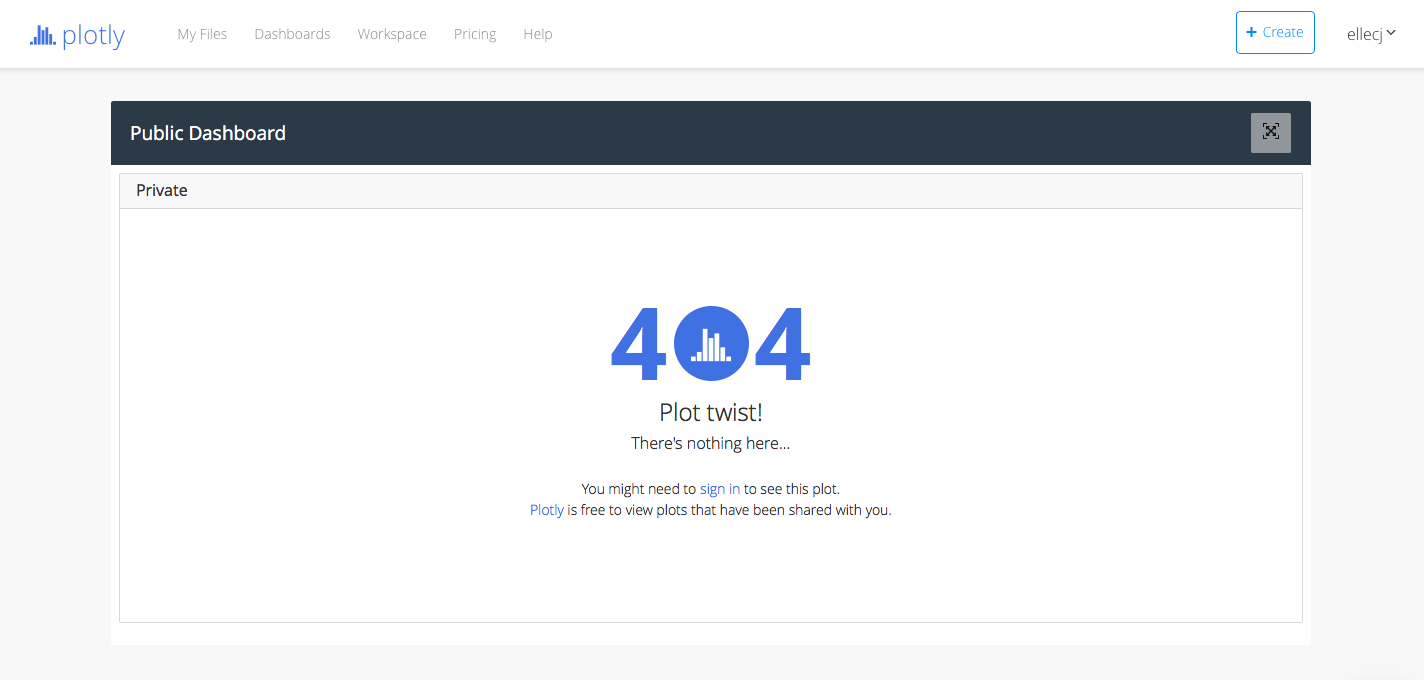 plotly My Files Dashboards Workspace Pricing Help + Create ellecj
Public Dashboard
Private
404
Plot twist!
There's nothing here...
You might need to sign in to see this plot.
Plotly is free to view plots that have been shared with you.